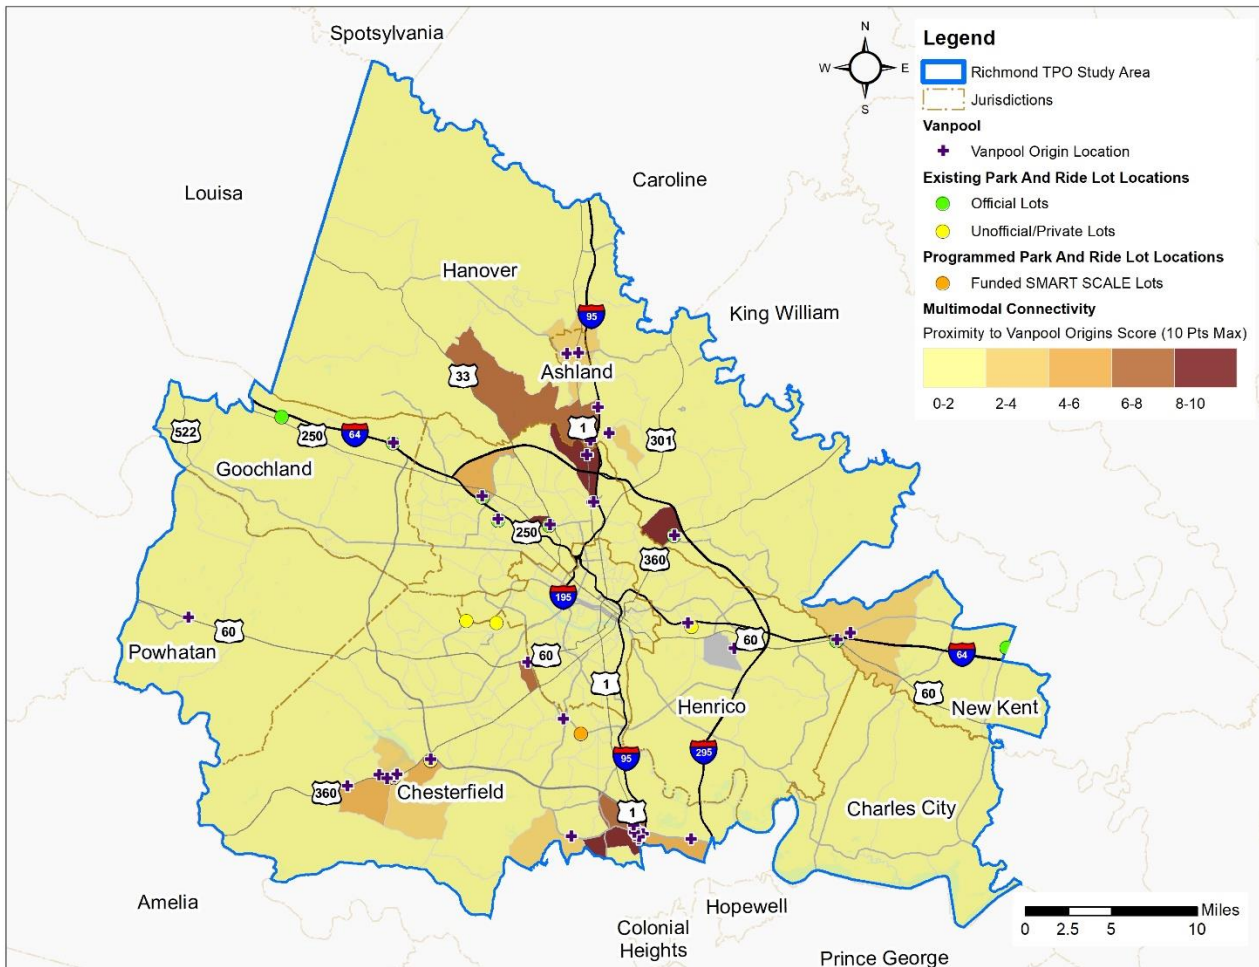 Spotsylvania
N
W E
S
Legend
Richmond TPO Study Area
Jurisdictions
Vanpool
Vanpool Origin Location
Existing Park And Ride Lot Locations
Official Lots
Unofficial/Private Lots
Programmed Park And Ride Lot Locations
Funded SMART SCALE Lots
Multimodal Connectivity
Proximity to Vanpool Origins Score (10 Pts Max)
0-2 2-4 4-6 6-8 8-10
Louisa
Caroline
Hanover
King William
95
Ashland
33
1
301
522
250
64
Goochland
250
360
195
60
Powhatan
60
60
64
1
60
Henrico
New Kent
95
295
360
Chesterfield
1
Charles City
Amelia
Hopewell
Colonial
Heights
Prince George
Miles
0 2.5 5 10